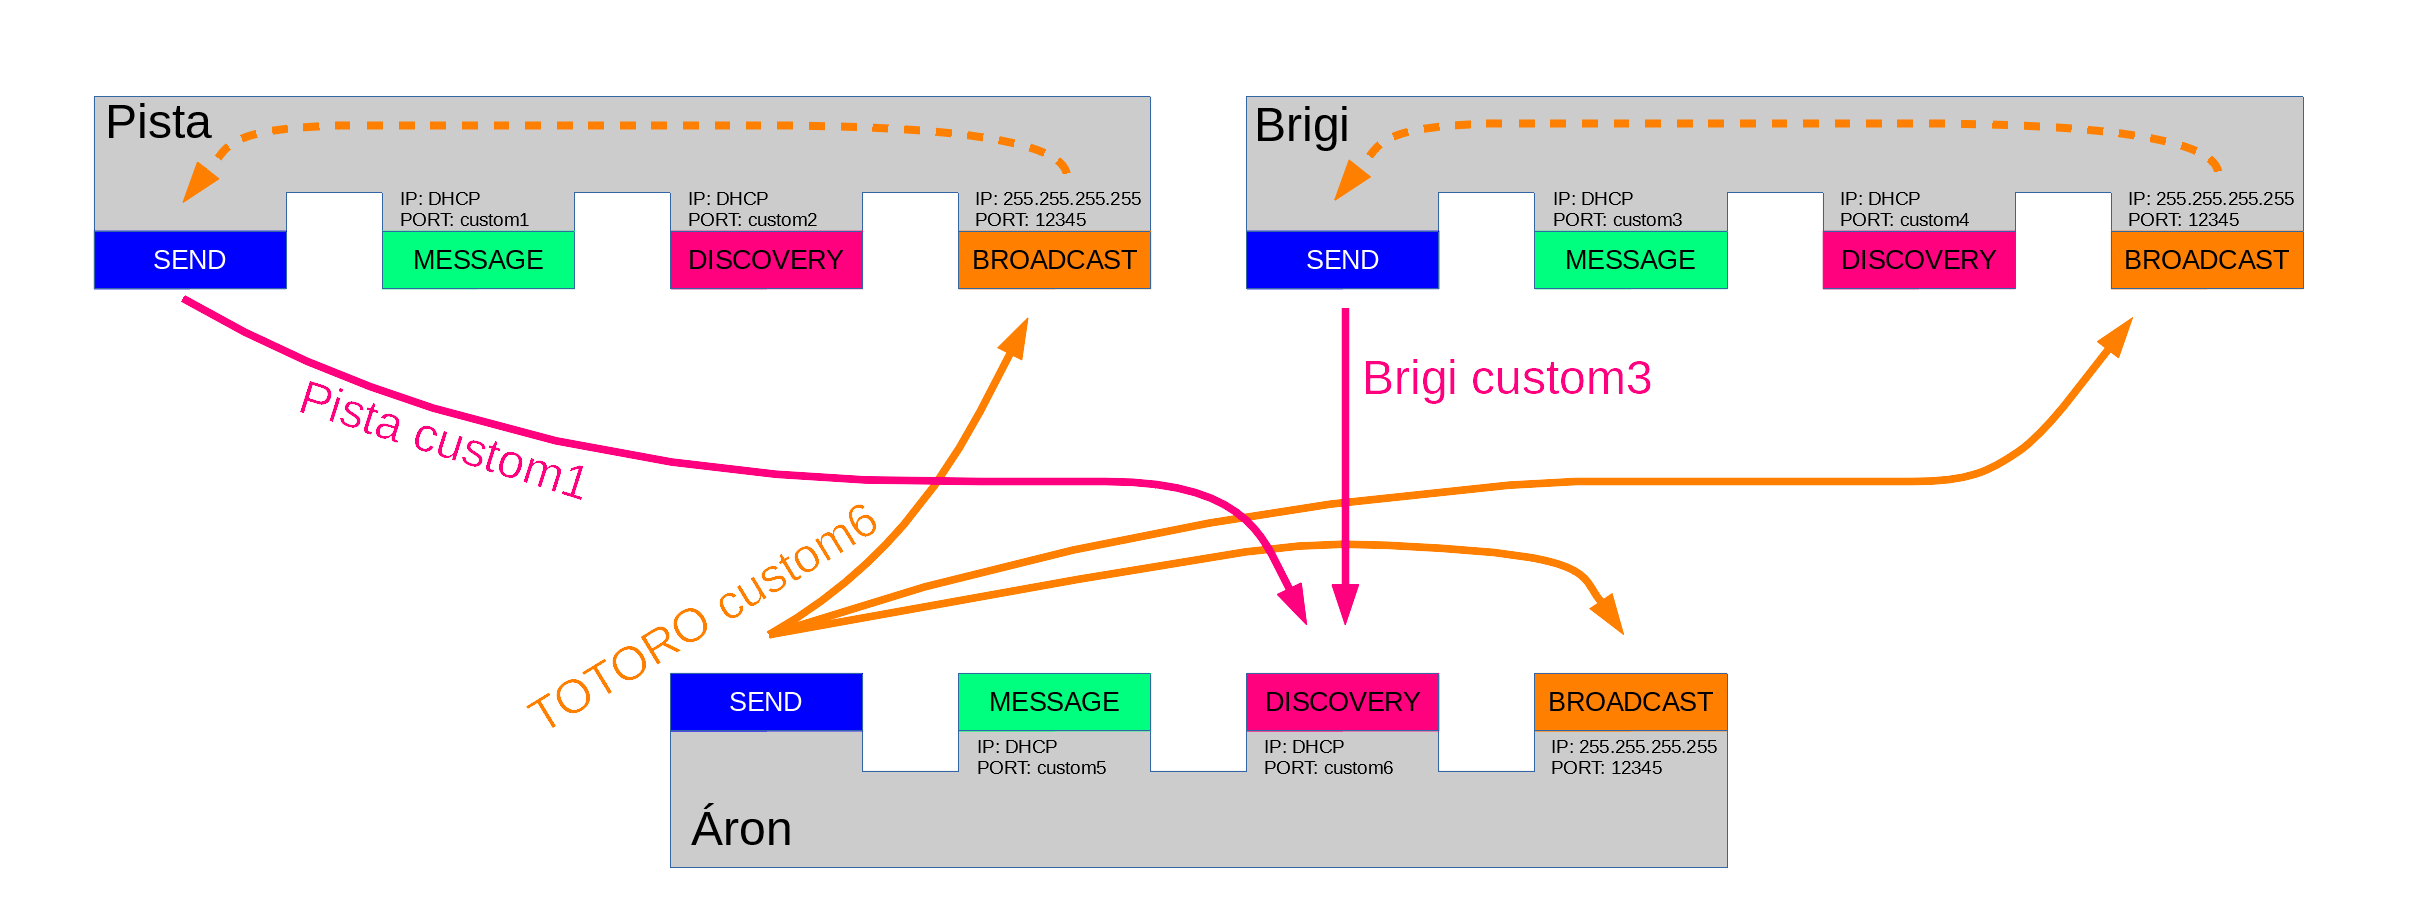 Pista
IP: DHCP
PORT: custom1
IP: DHCP
PORT: custom2
IP: 255.255.255.255
PORT: 12345
SEND
MESSAGE
DISCOVERY
BROADCAST
Brigi
IP: DHCP
PORT: custom3
IP: DHCP
PORT: custom4
IP: 255.255.255.255
PORT: 12345
SEND
MESSAGE
DISCOVERY
BROADCAST
Pista custom1
Brigi custom3
TOTORO custom6
SEND
MESSAGE
DISCOVERY
BROADCAST
IP: DHCP
PORT: custom5
IP: DHCP
PORT: custom6
IP: 255.255.255.255
PORT: 12345
Áron